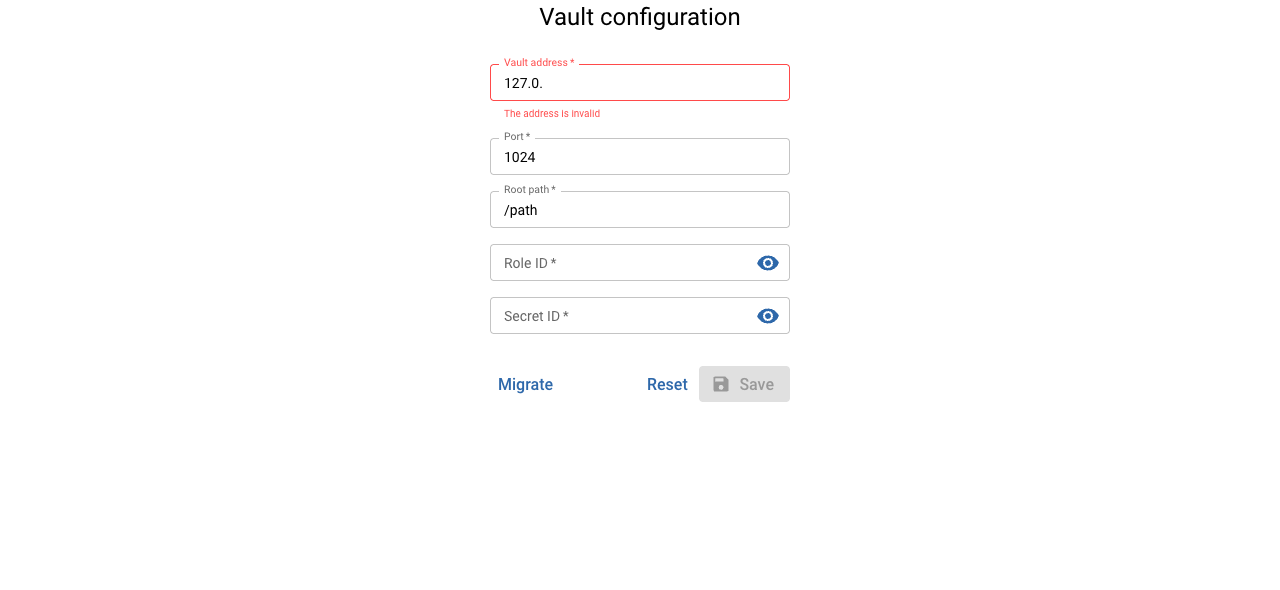 Vault configuration
Vault address *
127.0.
The address is invalid
Port *
1024
Root path *
/path
Role ID *
Secret ID *
Migrate
Reset
Save